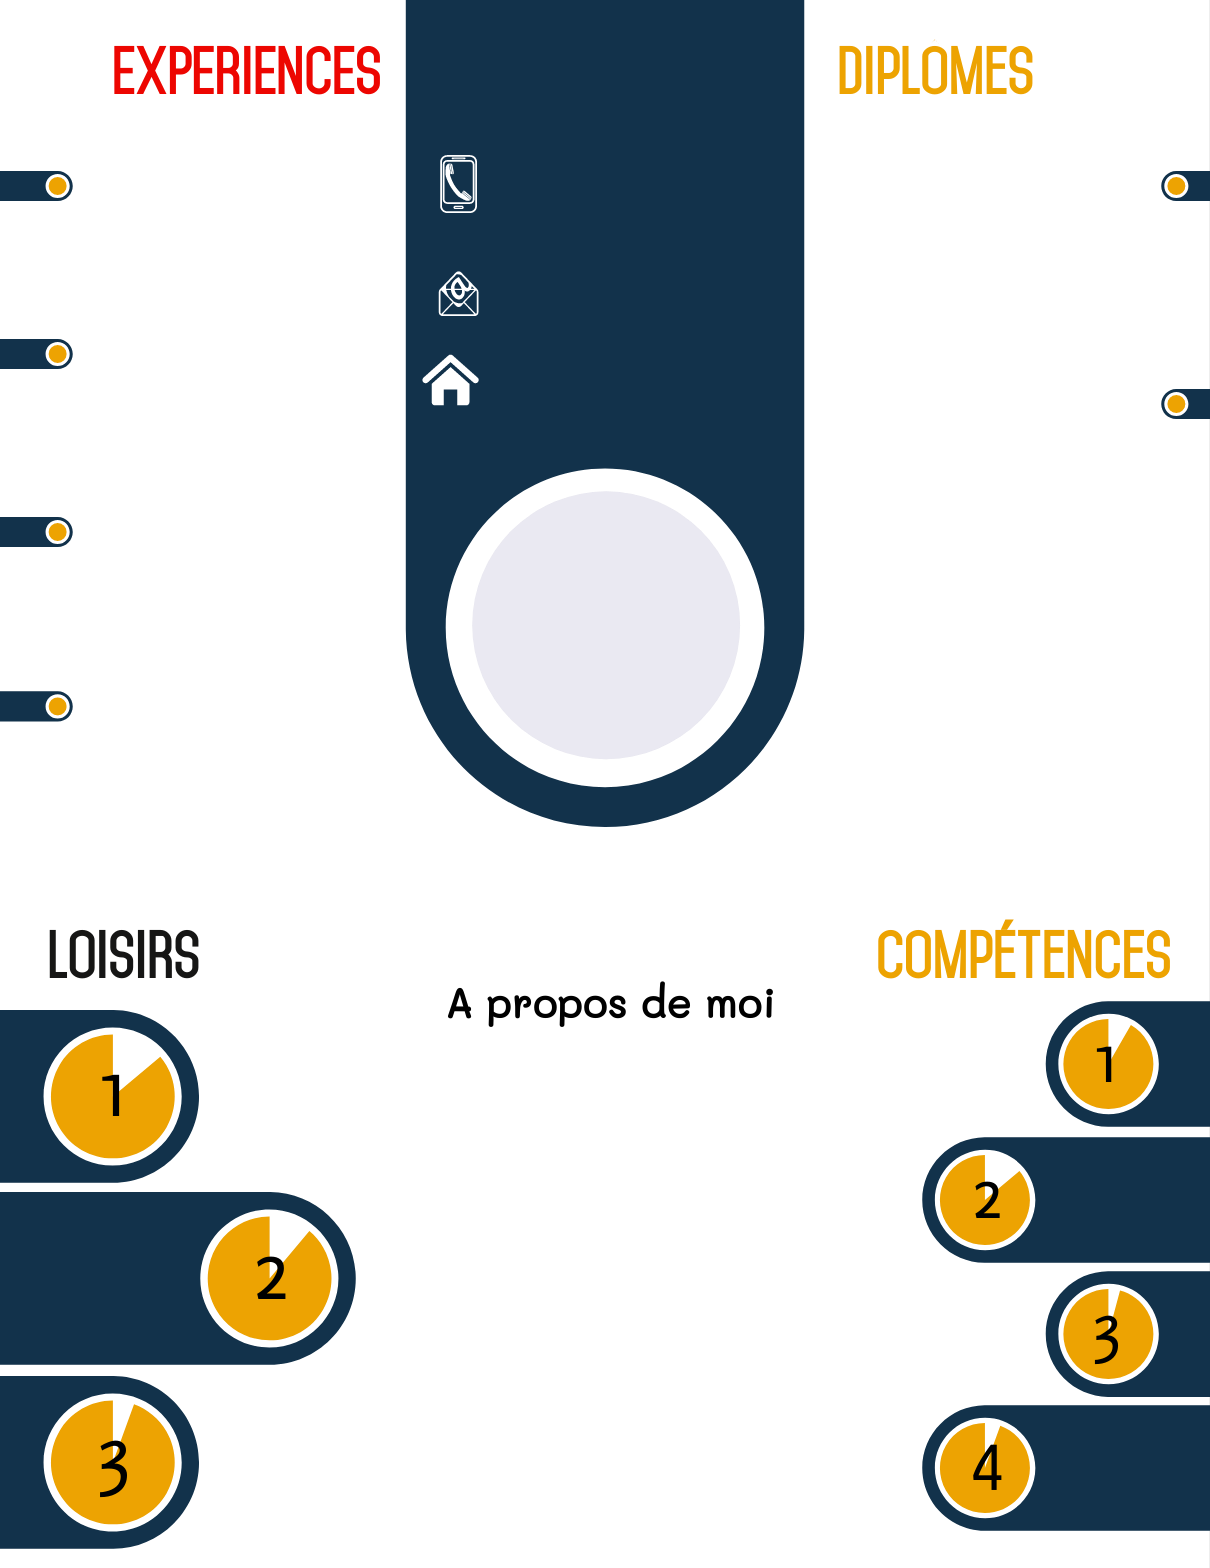 EXPERIENCES
DIPLOMES
LOISIRS
1
2
3
A propos de moi
COMPÉTENCES
1
2
3
4